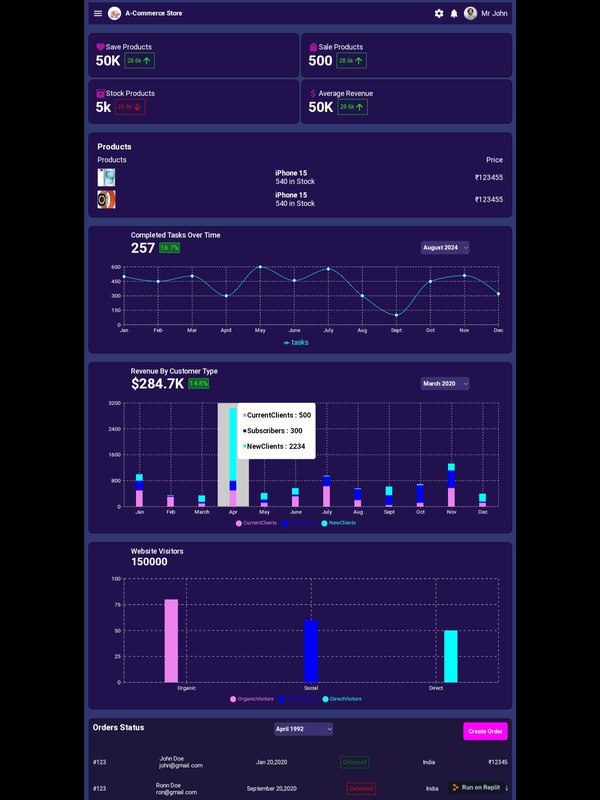 A-Commerce Store
Mr John
Save Products
50K 28.6k
Sale Products
500 28.6k
Stock Products
5k 28.6k
Average Revenue
50K 28.6k
Products
Products Price
iPhone 15
540 in Stock
₹123455
iPhone 15
540 in Stock
₹123455
Completed Tasks Over Time
257 16.7%
August 2024
600
450
300
150
0
Jan Feb Mar April May June July Aug Sept Oct Nov Dec
tasks
Revenue By Customer Type
$284.7K 14.8%
March 2020
3200
2400
1600
800
0
CurrentClients : 500
Subscribers : 300
NewClients : 2234
Jan Feb March Apr May June July Aug Sept Oct Nov Dec
CurrentClients NewClients
Website Visitors
150000
100
75
50
25
0
Organic Social Direct
OrganicVisitors DirectVisitors
Orders Status
April 1992
Create Order
#123
John Doe
john@gmail.com
Jan 20,2020
Delivered
India
₹12345
#123
Ronn Doe
ron@gmail.com
September 20,2020
Canceled
India
Run on Replit